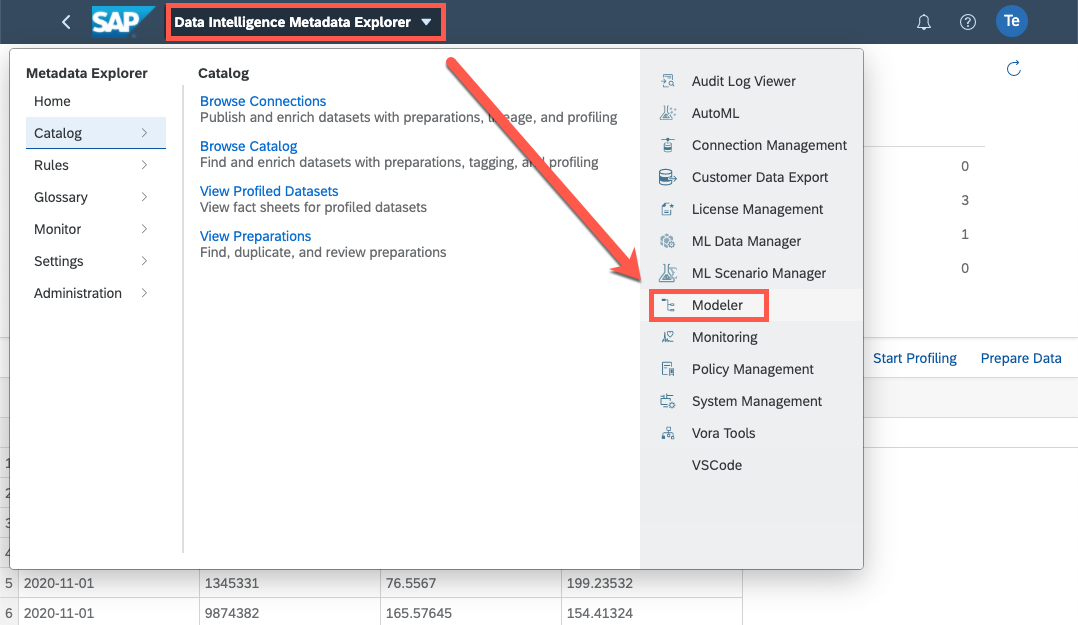 SAP
Data Intelligence Metadata Explorer
Te
Metadata Explorer
Home
Catalog
Rules
Glossary
Monitor
Settings
Administration
Catalog
Browse Connections
Publish and enrich datasets with preparations, lineage, and profiling
Browse Catalog
Find and enrich datasets with preparations, tagging, and profiling
View Profiled Datasets
View fact sheets for profiled datasets
View Preparations
Find, duplicate, and review preparations
Audit Log Viewer
AutoML
Connection Management
Customer Data Export
License Management
ML Data Manager
ML Scenario Manager
Modeler
Monitoring
Policy Management
System Management
Vora Tools
VSCode
0
3
1
0
Start Profiling Prepare Data
1
2
3
4
5 2020-11-01 1345331 76.5567 199.23532
6 2020-11-01 9874382 165.57645 154.41324